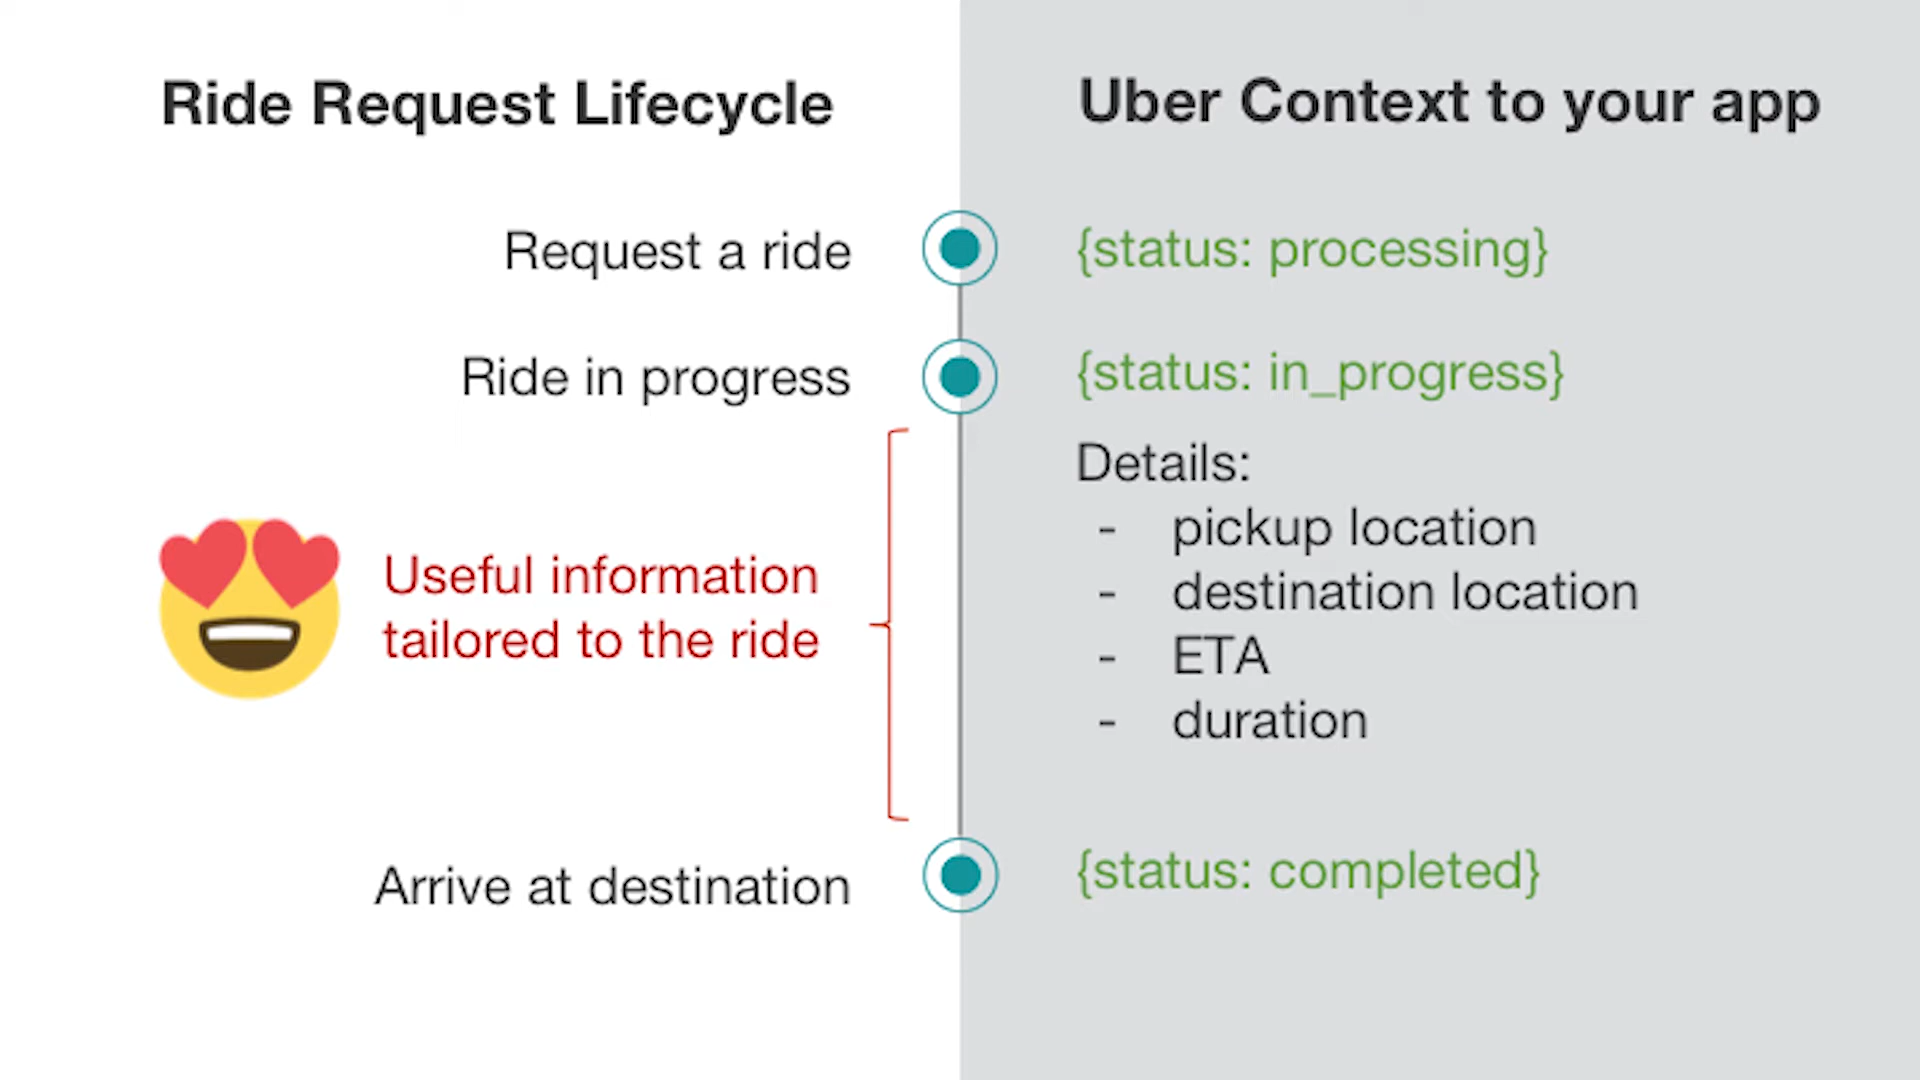 Ride Request Lifecycle
Uber Context to your app
Request a ride
{status: processing}
Ride in progress
{status: in_progress}
Useful information
tailored to the ride
Details:
- pickup location
- destination location
- ETA
- duration
Arrive at destination
{status: completed}